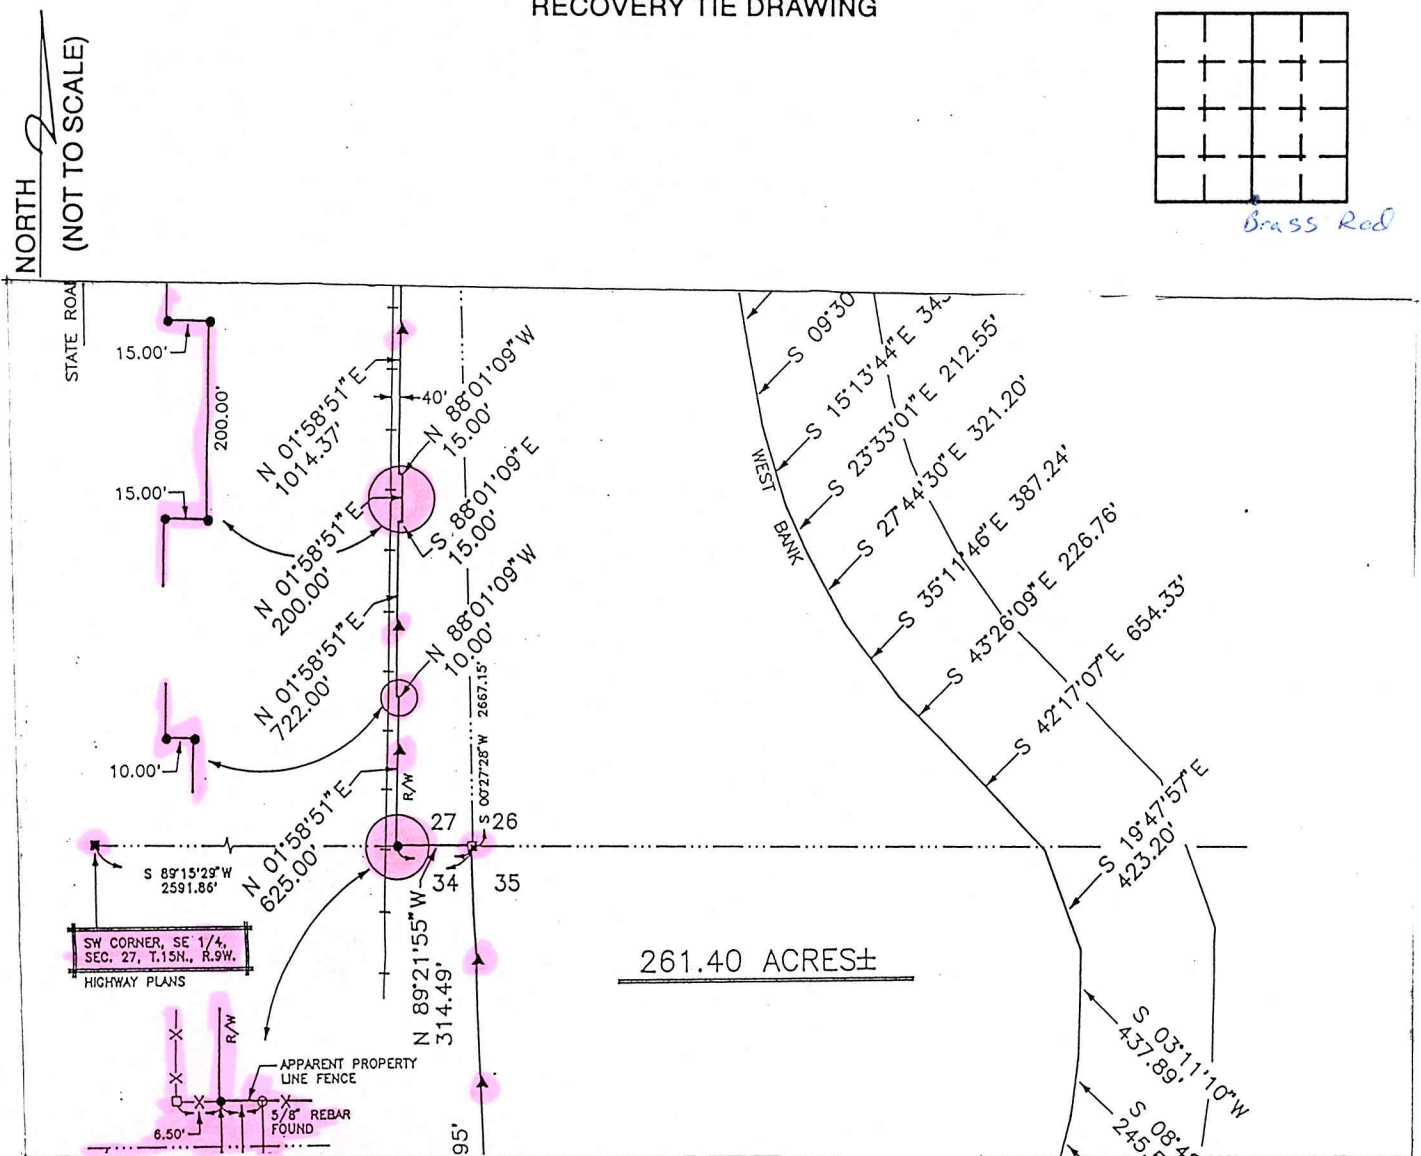 RECOVERY TIE DRAWING
NORTH
(NOT TO SCALE)
Brass Rod
STATE
15.00'
200.00'
15.00'
N 01°58'51" E
1014.37'
40'
N 88°01'09" W
15.00'
S 88°01'09" E
15.00'
N 01°58'51" E
200.00'
N 88°01'09" W
10.00'
N 01°58'51" E
722.00'
10.00'
N 01°58'51" E
625.00'
R/W
S 00°27'28" W 2667.15'
27 26
34 35
S 89°15'29" W
2591.86'
SW CORNER, SE 1/4,
SEC. 27, T.15N., R.9W.
HIGHWAY PLANS
N 89°21'55" W
314.49'
R/W
APPARENT PROPERTY
LINE FENCE
5/8" REBAR
FOUND
6.50'
95'
261.40 ACRES±
WEST
BANK
S 09°30
S 15°13'44" E
S 23°33'01" E 212.55'
S 27°44'30" E 321.20'
S 35°11'46" E 387.24'
S 43°26'09" E 226.76'
S 42°17'07" E 654.33'
S 19°47'57" E
423.20'
S 03°11'10" W
437.89'
S 08°
245.